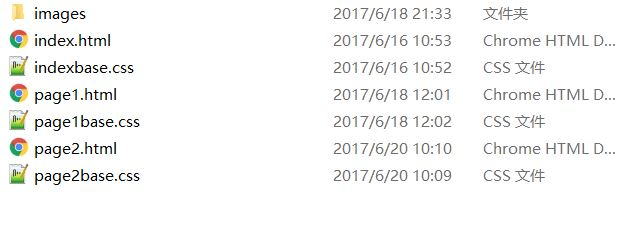 images 2017/6/18 21:33 文件夹
index.html 2017/6/16 10:53 Chrome HTML D...
indexbase.css 2017/6/16 10:52 CSS 文件
page1.html 2017/6/18 12:01 Chrome HTML D...
page1base.css 2017/6/18 12:02 CSS 文件
page2.html 2017/6/20 10:10 Chrome HTML D...
page2base.css 2017/6/20 10:09 CSS 文件